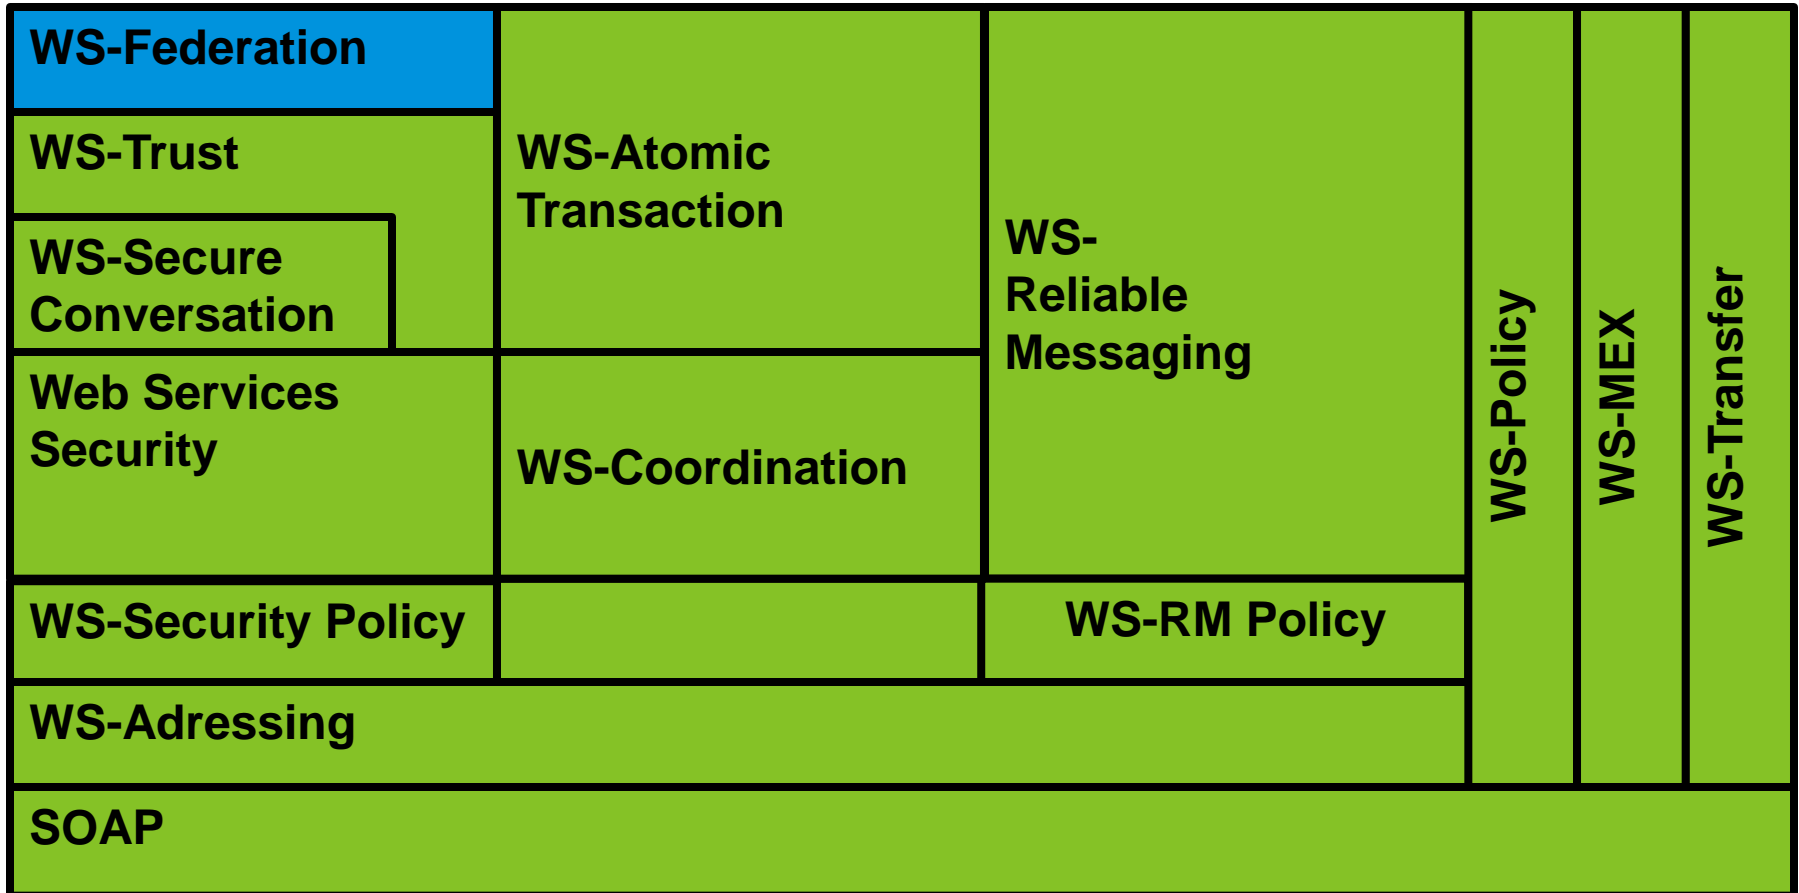 WS-Federation
WS-Trust
WS-Secure
Conversation
Web Services
Security
WS-Security Policy
WS-Atomic
Transaction
WS-Coordination
WS-
Reliable
Messaging
WS-RM Policy
WS-Policy
WS-MEX
WS-Transfer
WS-Adressing
SOAP